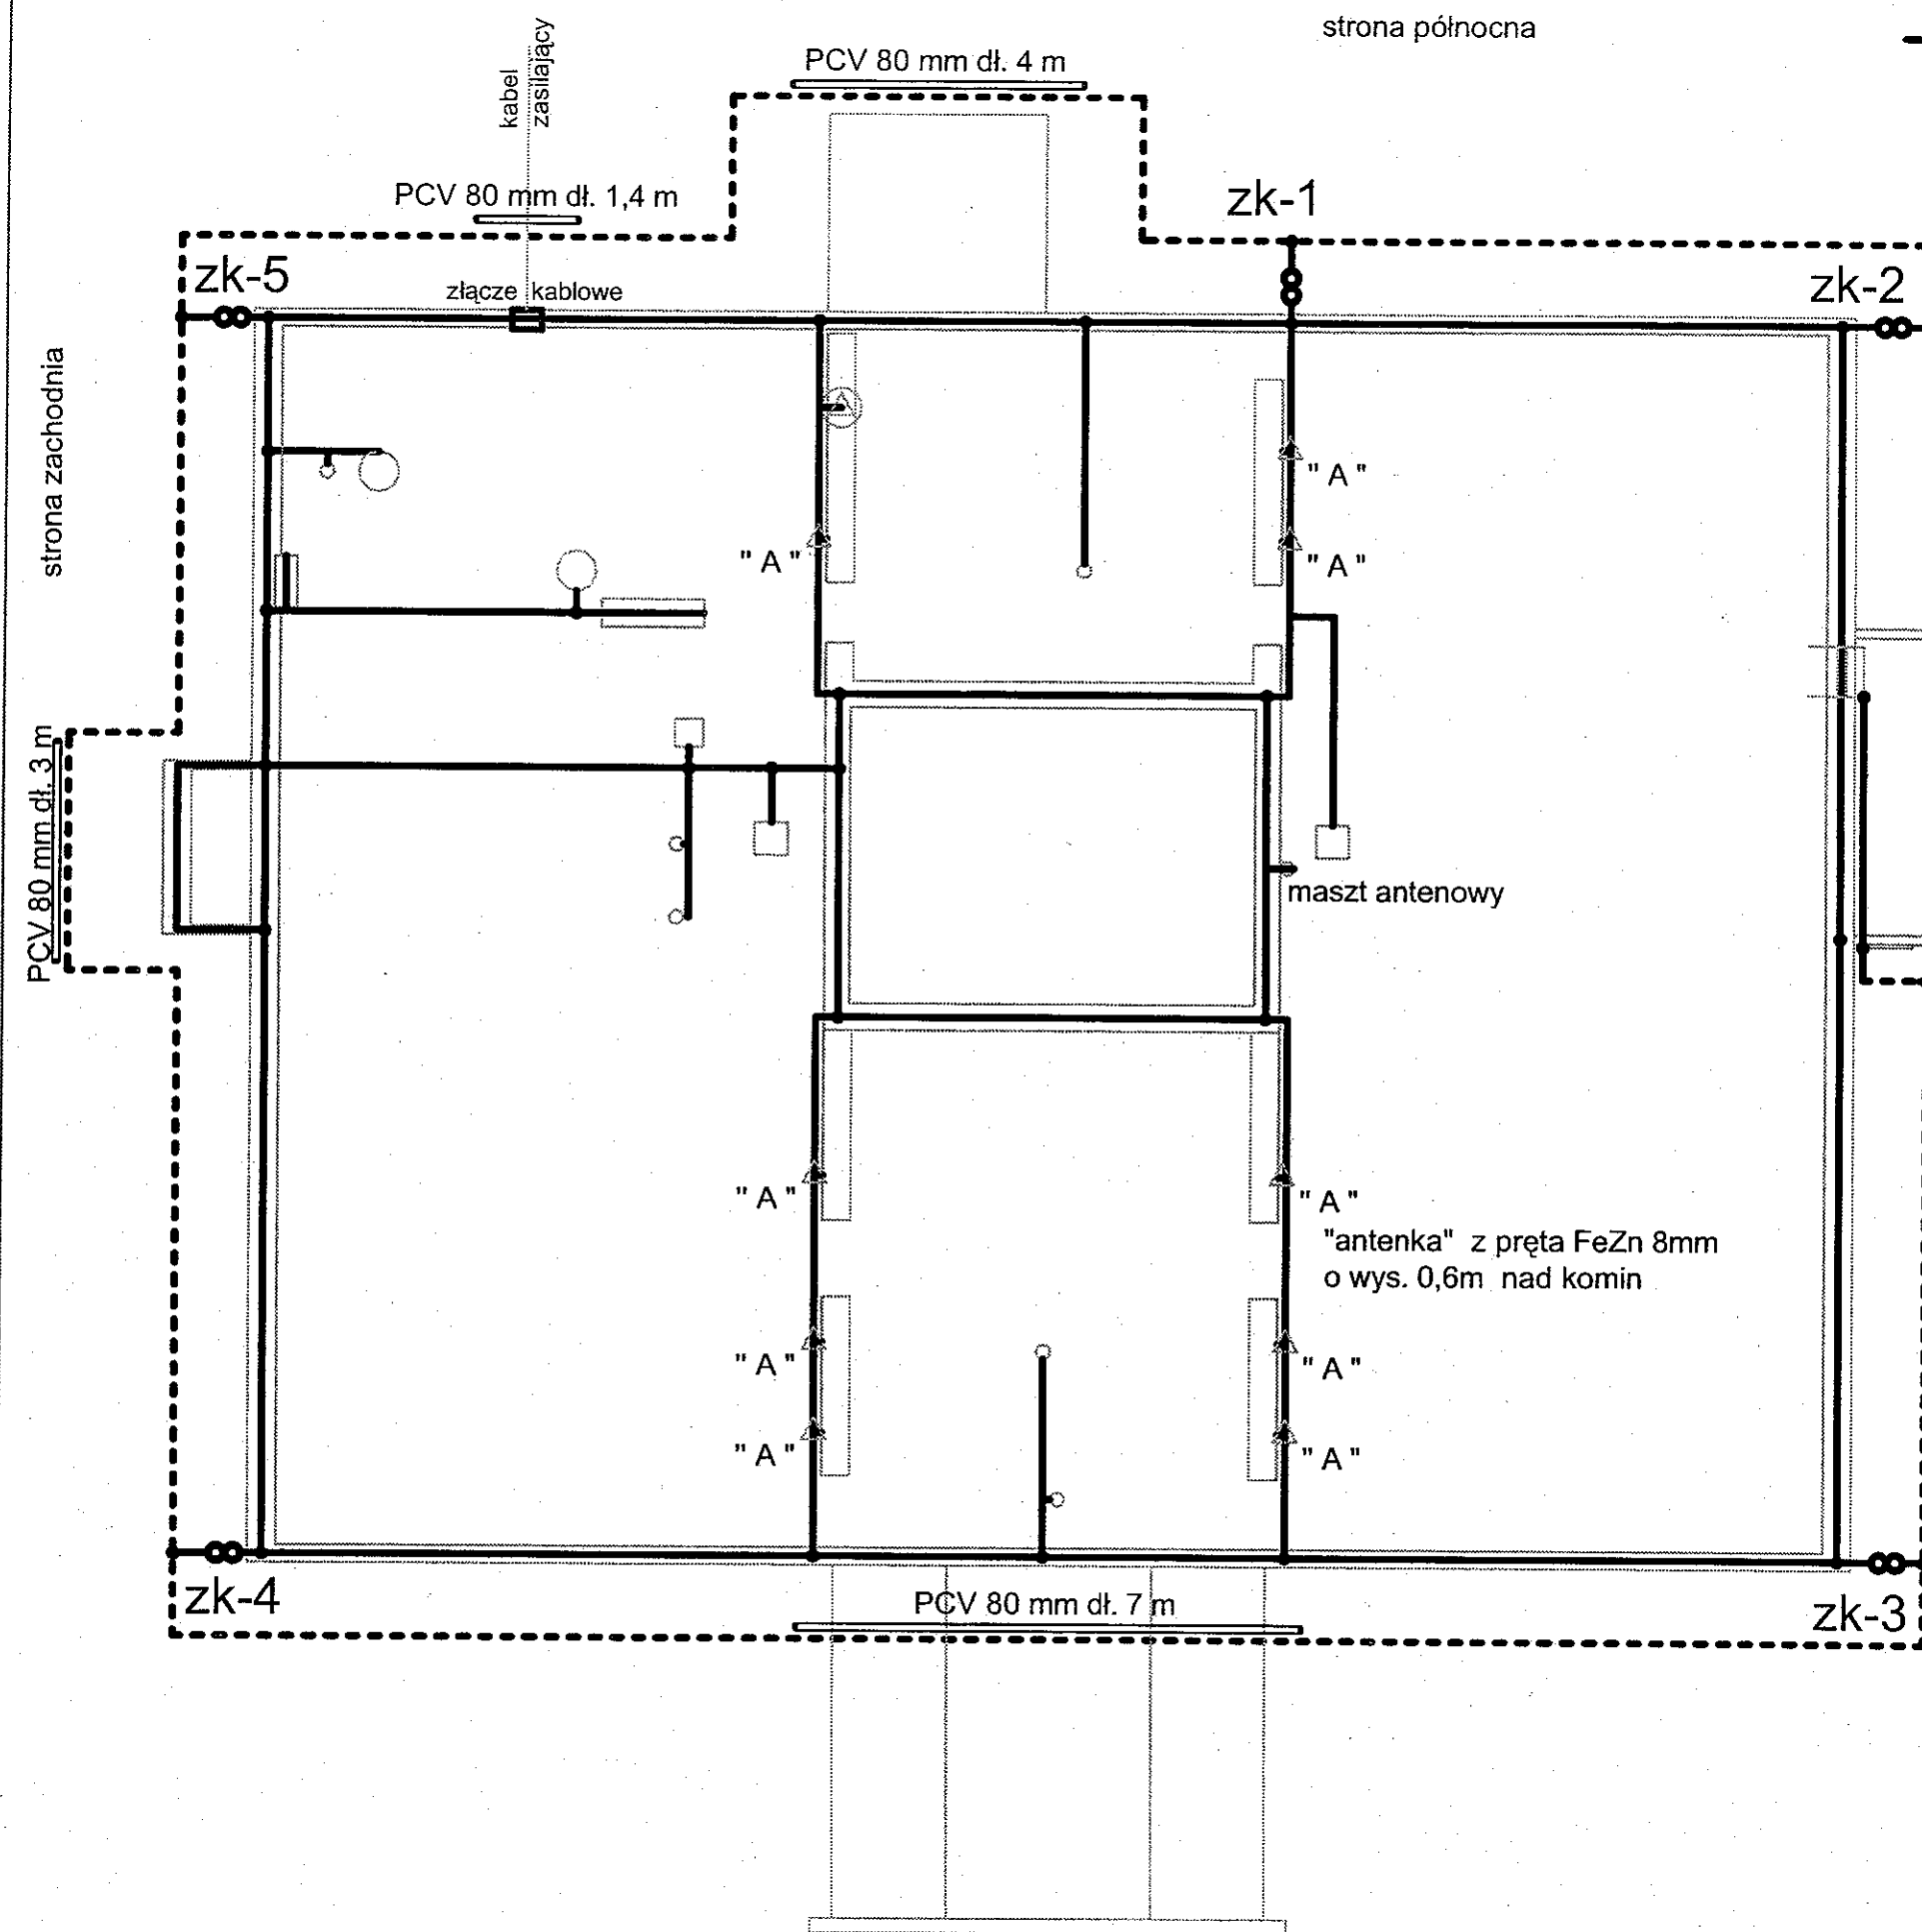 strona północna
PCV 80 mm dł. 4 m
kabel
zasilający
PCV 80 mm dł. 1,4 m
zk-1
zk-5
złącze kablowe
zk-2
strona zachodnia
" A "
" A "
" A "
PCV 80 mm dł. 3 m
maszt antenowy
" A "
" A "
"antenka" z pręta FeZn 8mm
o wys. 0,6m nad komin
" A "
" A "
" A "
" A "
zk-4
PCV 80 mm dł. 7 m
zk-3